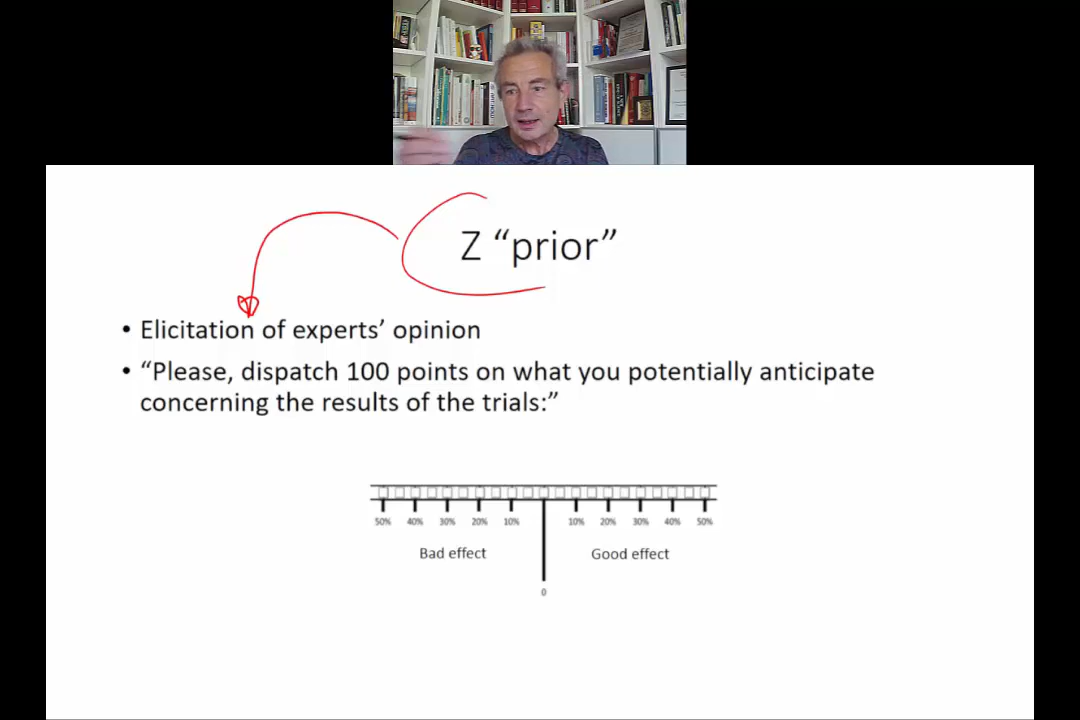 Z “prior”
• Elicitation of experts’ opinion
• “Please, dispatch 100 points on what you potentially anticipate
concerning the results of the trials:”
50% 40% 30% 20% 10% 10% 20% 30% 40% 50%
Bad effect Good effect
0